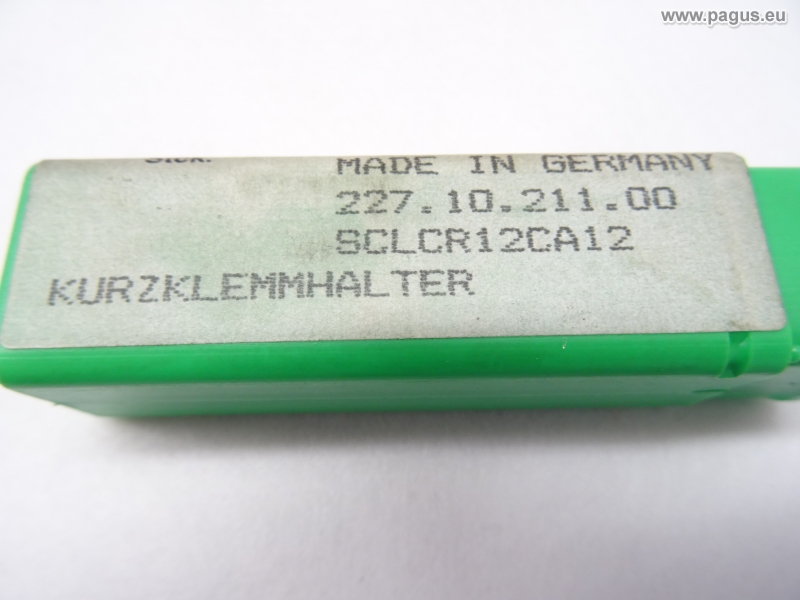 www.pagus.eu
MADE IN GERMANY
227.10.211.00
SCLCR12CA12
KURZKLEMMHALTER